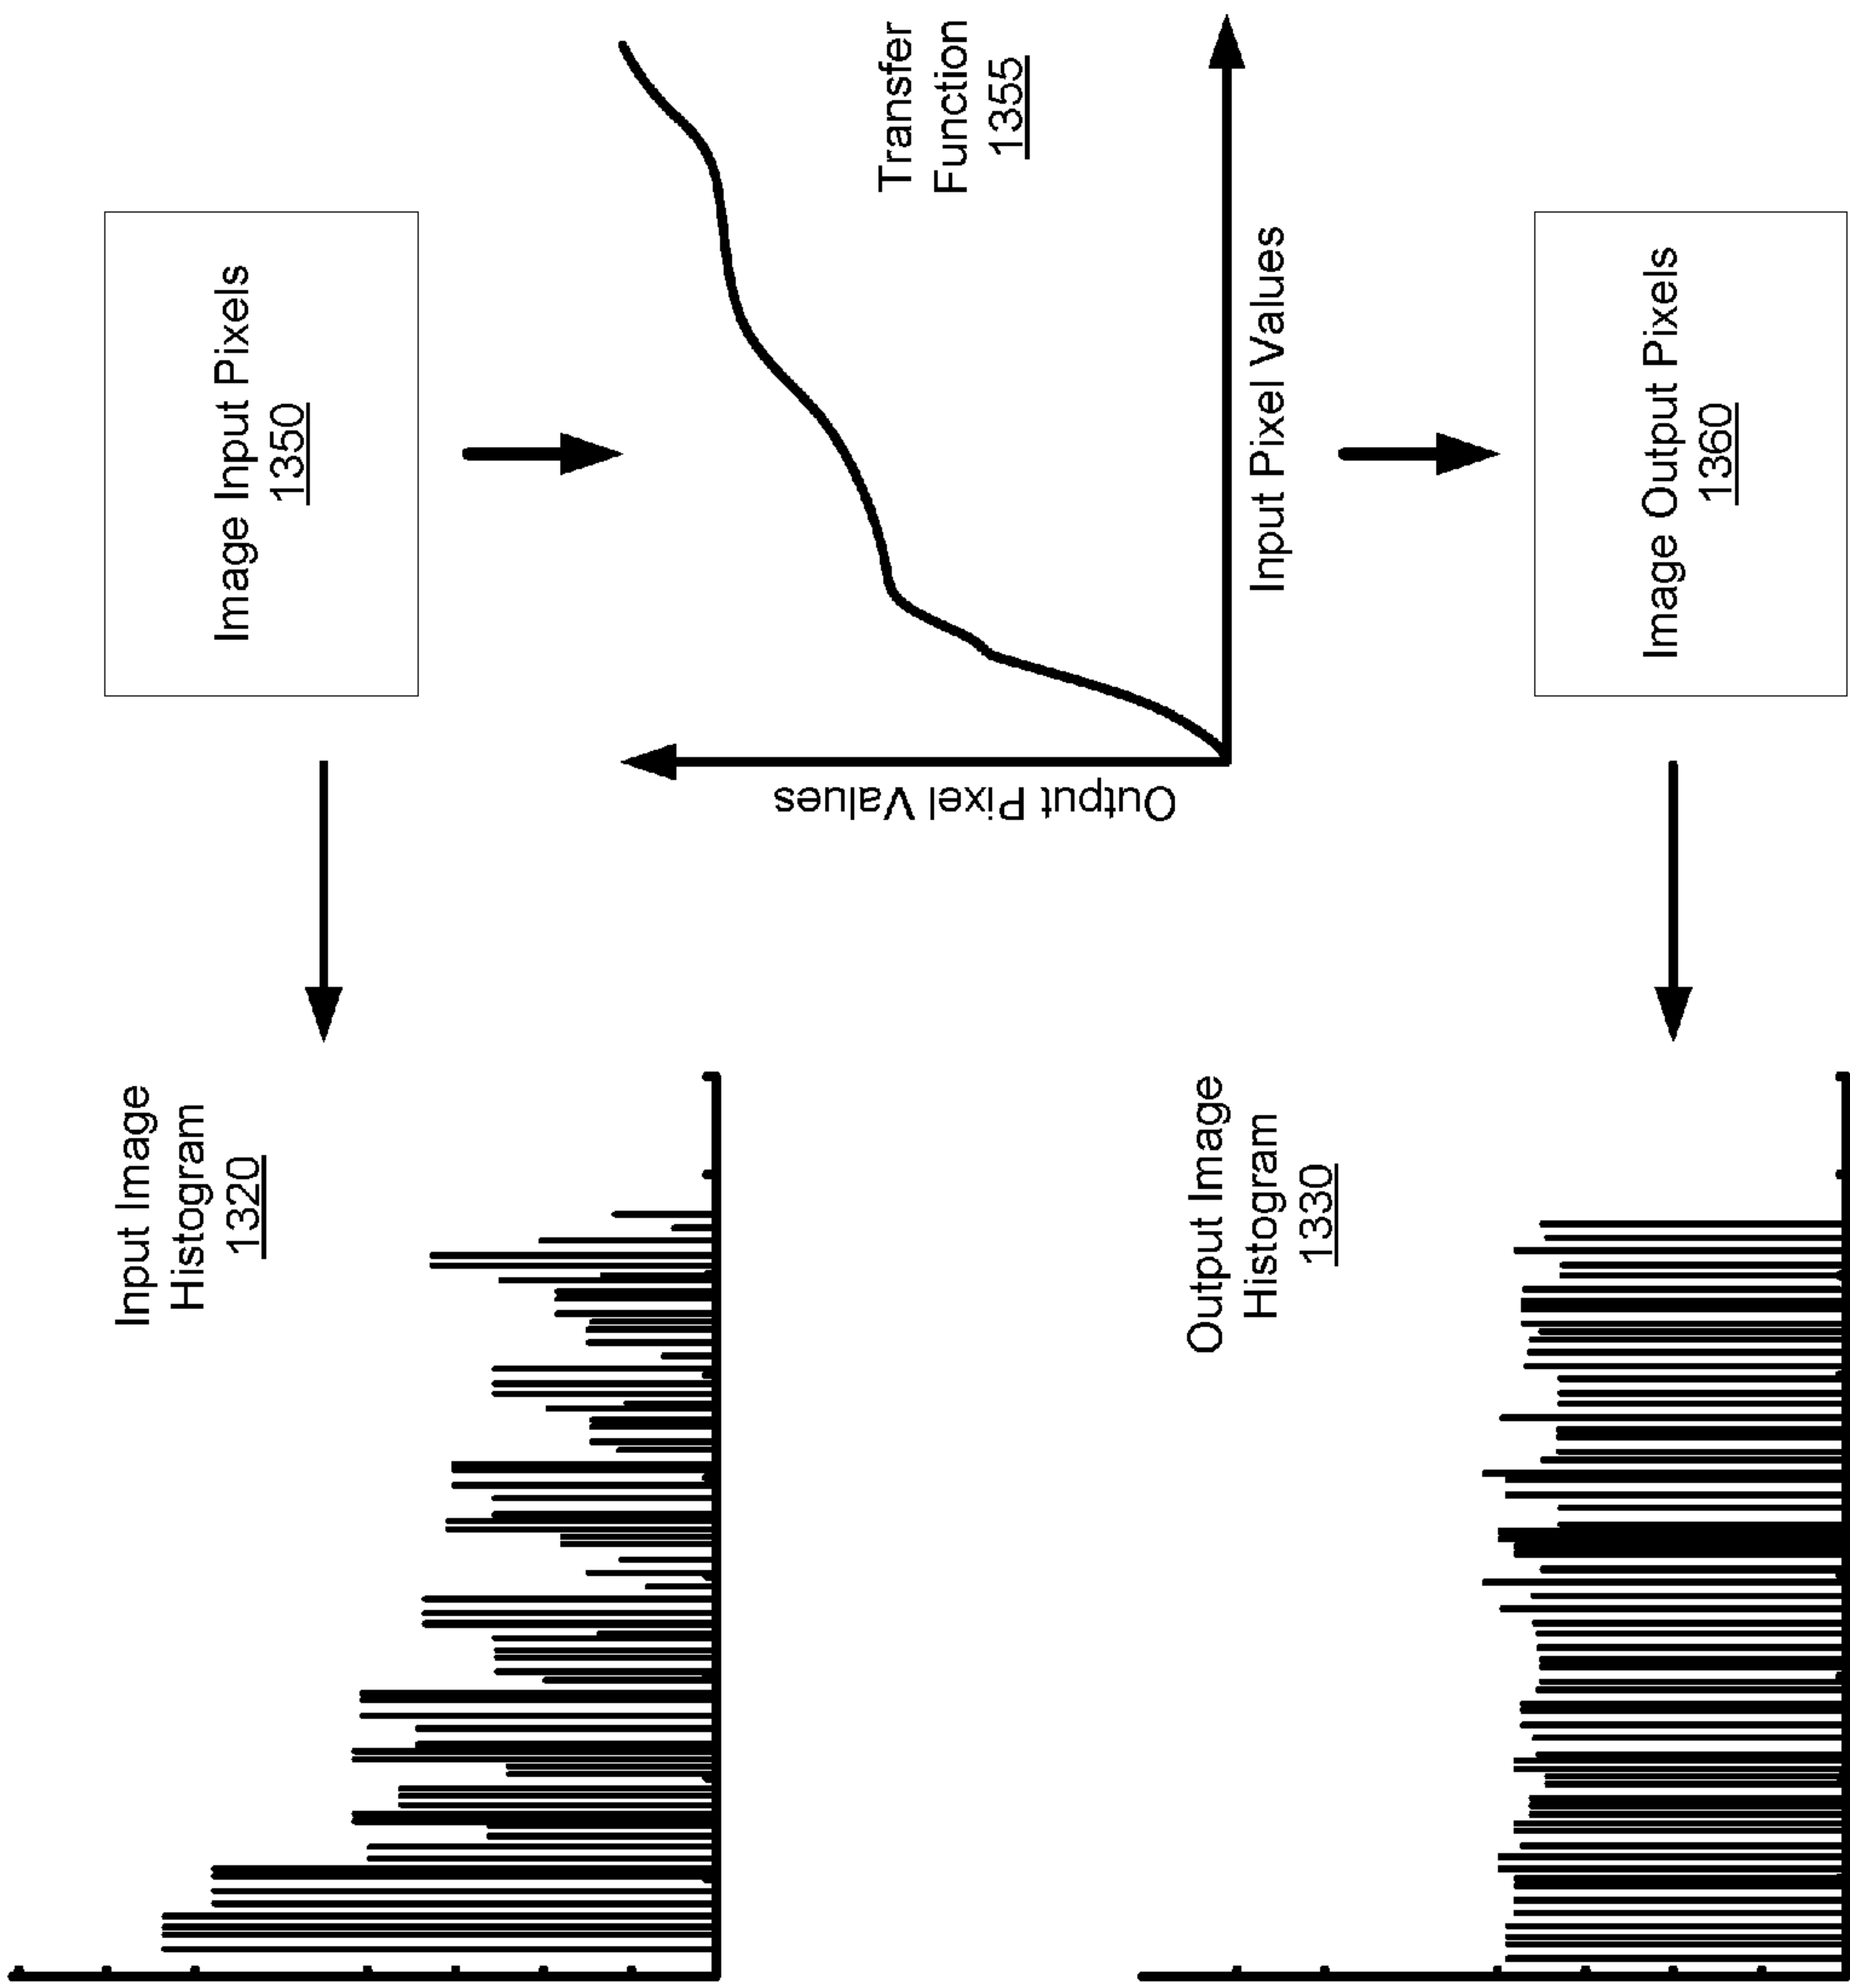 Input Image
Histogram
1320
Image Input Pixels
1350
Output Pixel Values
Transfer
Function
1355
Input Pixel Values
Output Image
Histogram
1330
Image Output Pixels
1360